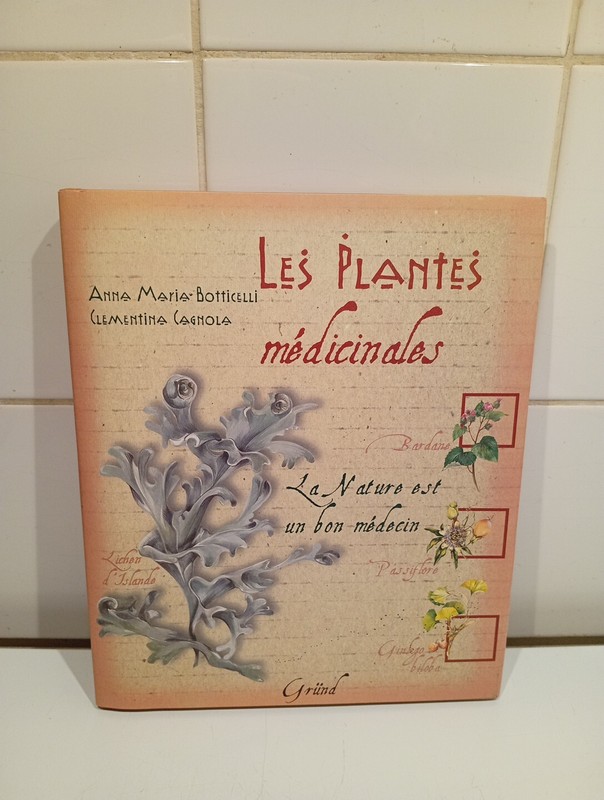 Les Plantes
médicinales
Anna Maria Botticelli
Clementina Cagnola
Bardane
La Nature est
un bon médecin
Lichen
d'Islande
Passiflore
Ginkgo
biloba
Gründ